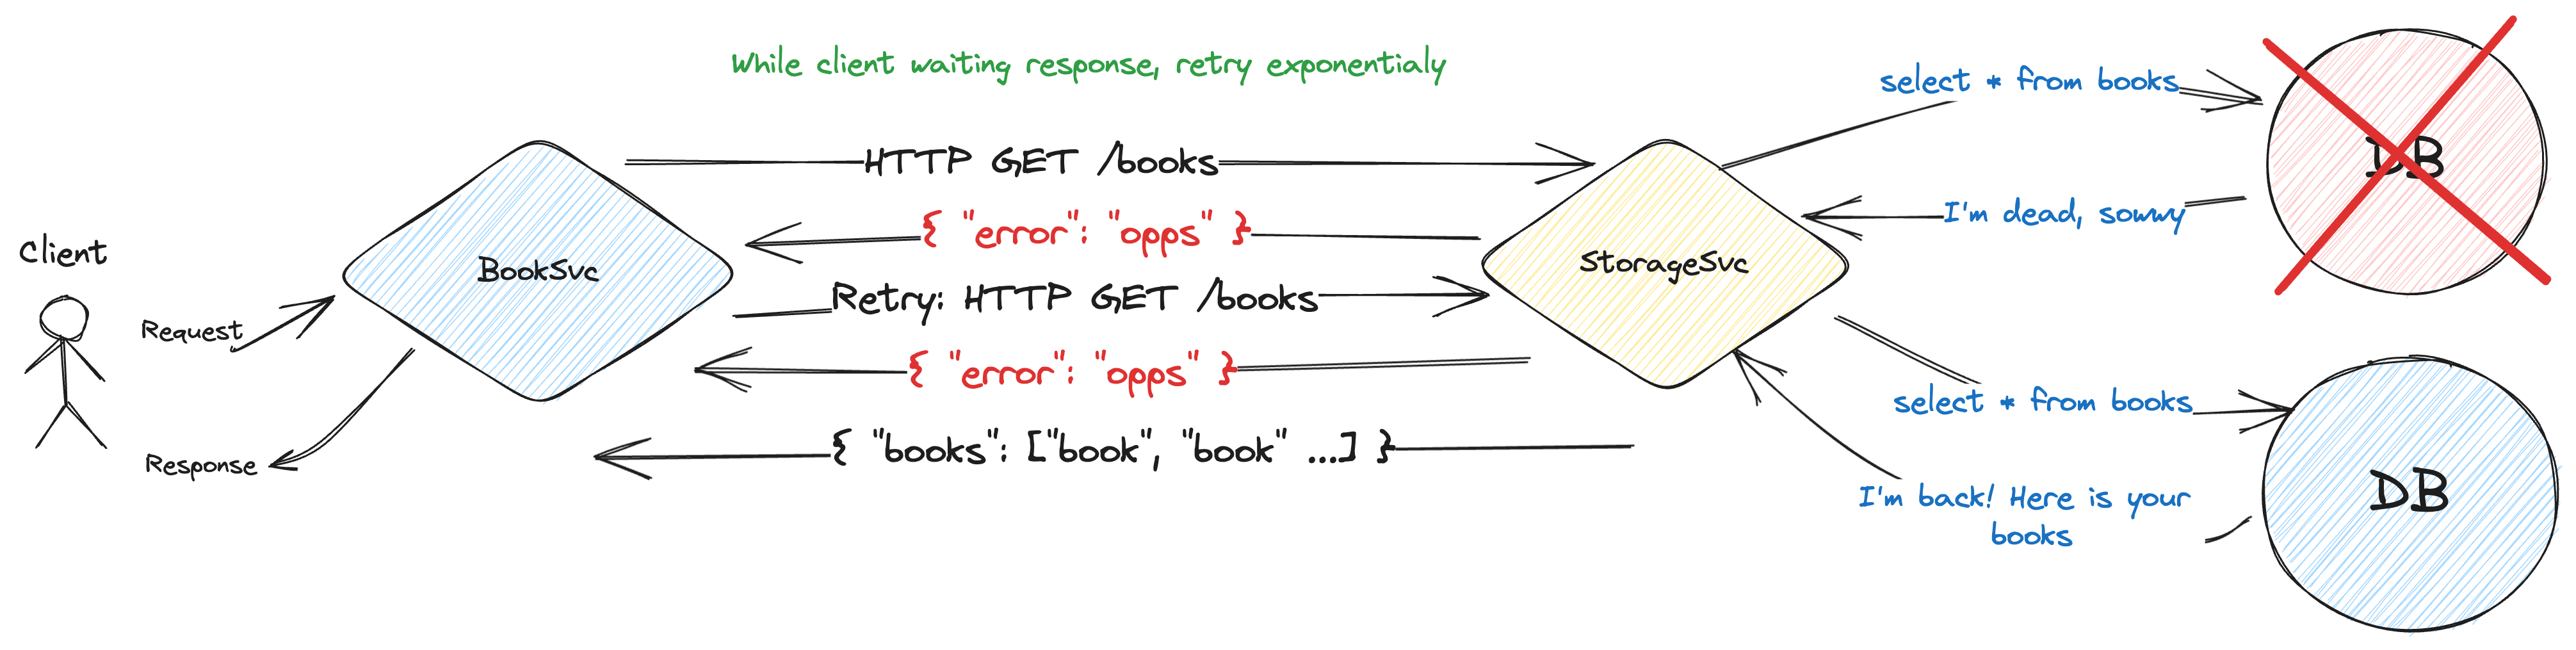 While client waiting response, retry exponentialy
select * from books
DB
HTTP GET /books
I'm dead, sowwy
{ "error": "opps" }
Client
BookSvc
StorageSvc
Retry: HTTP GET /books
Request
{ "error": "opps" }
select * from books
{ "books": ["book", "book" ...] }
Response
I'm back! Here is your
books
DB